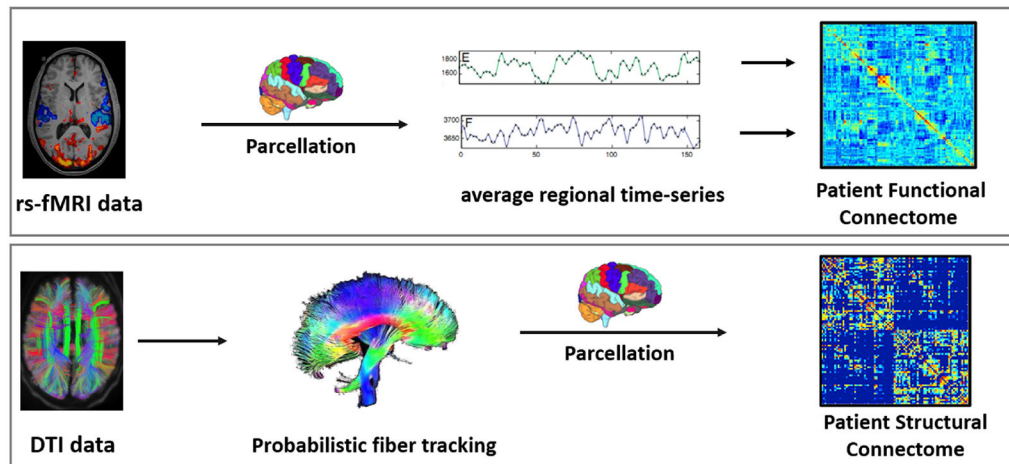 E
1800
1600
F
3700
3650
0 50 100 150
Parcellation
rs-fMRI data
average regional time-series
Patient Functional
Connectome
Parcellation
DTI data
Probabilistic fiber tracking
Patient Structural
Connectome